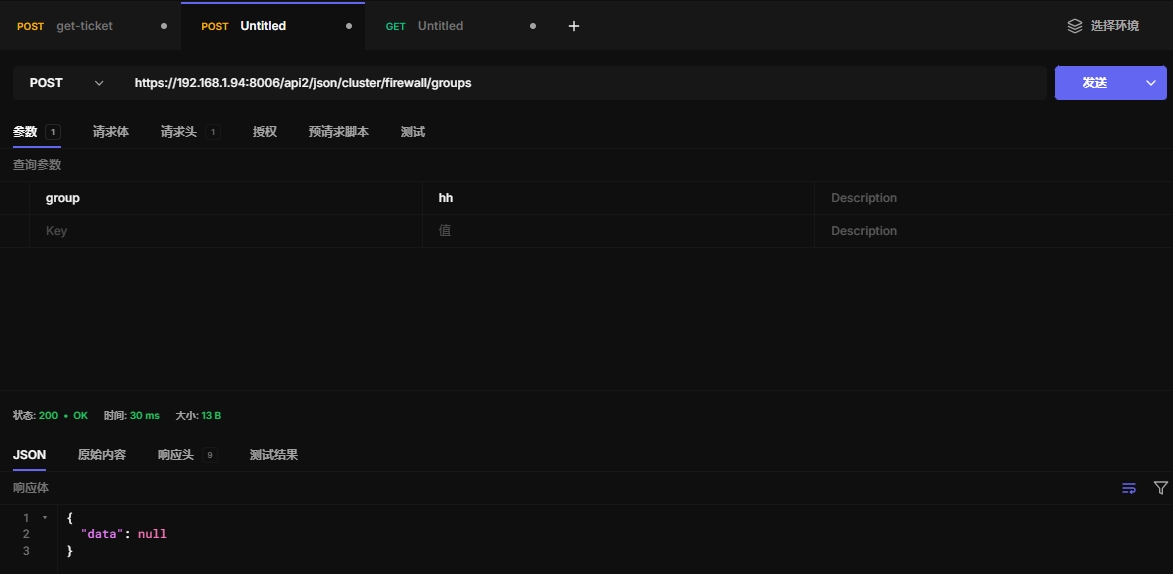 POST get-ticket POST Untitled GET Untitled + 选择环境
POST https://192.168.1.94:8006/api2/json/cluster/firewall/groups 发送
参数 1 请求体 请求头 1 授权 预请求脚本 测试
查询参数
group hh Description
Key 值 Description
状态: 200 • OK 时间: 30 ms 大小: 13 B
JSON 原始内容 响应头 9 测试结果
响应体
1 {
2 "data": null
3 }